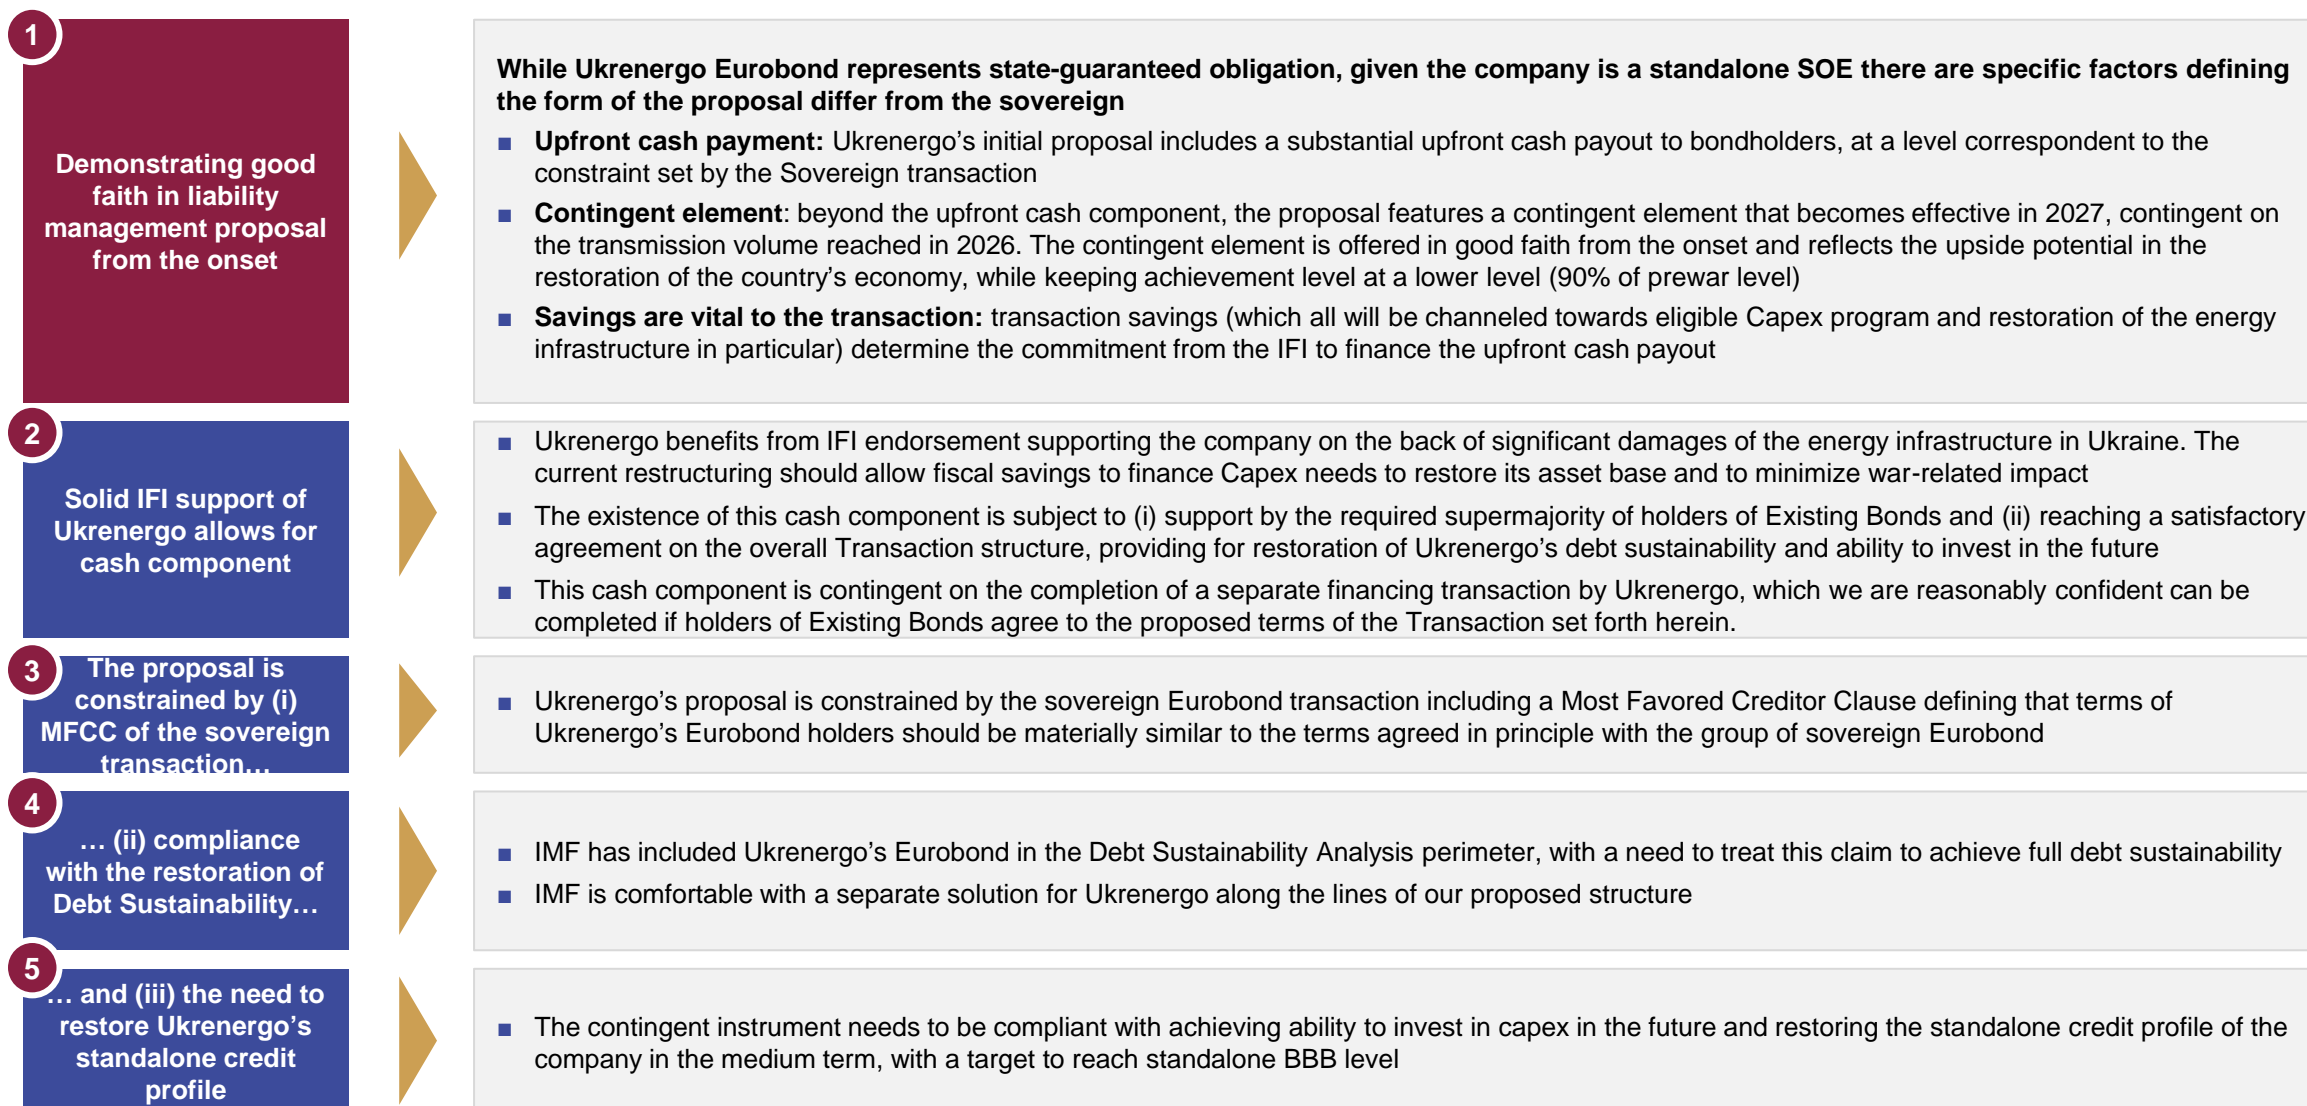 1
Demonstrating good
faith in liability
management proposal
from the onset
While Ukrenergo Eurobond represents state-guaranteed obligation, given the company is a standalone SOE there are specific factors defining
the form of the proposal differ from the sovereign
■ Upfront cash payment: Ukrenergo’s initial proposal includes a substantial upfront cash payout to bondholders, at a level correspondent to the
constraint set by the Sovereign transaction
■ Contingent element: beyond the upfront cash component, the proposal features a contingent element that becomes effective in 2027, contingent on
the transmission volume reached in 2026. The contingent element is offered in good faith from the onset and reflects the upside potential in the
restoration of the country’s economy, while keeping achievement level at a lower level (90% of prewar level)
■ Savings are vital to the transaction: transaction savings (which all will be channeled towards eligible Capex program and restoration of the energy
infrastructure in particular) determine the commitment from the IFI to finance the upfront cash payout
2
Solid IFI support of
Ukrenergo allows for
cash component
■ Ukrenergo benefits from IFI endorsement supporting the company on the back of significant damages of the energy infrastructure in Ukraine. The
current restructuring should allow fiscal savings to finance Capex needs to restore its asset base and to minimize war-related impact
■ The existence of this cash component is subject to (i) support by the required supermajority of holders of Existing Bonds and (ii) reaching a satisfactory
agreement on the overall Transaction structure, providing for restoration of Ukrenergo’s debt sustainability and ability to invest in the future
■ This cash component is contingent on the completion of a separate financing transaction by Ukrenergo, which we are reasonably confident can be
completed if holders of Existing Bonds agree to the proposed terms of the Transaction set forth herein.
3
The proposal is
constrained by (i)
MFCC of the sovereign
transaction…
■ Ukrenergo’s proposal is constrained by the sovereign Eurobond transaction including a Most Favored Creditor Clause defining that terms of
Ukrenergo’s Eurobond holders should be materially similar to the terms agreed in principle with the group of sovereign Eurobond
4
… (ii) compliance
with the restoration of
Debt Sustainability…
■ IMF has included Ukrenergo’s Eurobond in the Debt Sustainability Analysis perimeter, with a need to treat this claim to achieve full debt sustainability
■ IMF is comfortable with a separate solution for Ukrenergo along the lines of our proposed structure
5
… and (iii) the need to
restore Ukrenergo’s
standalone credit
profile
■ The contingent instrument needs to be compliant with achieving ability to invest in capex in the future and restoring the standalone credit profile of the
company in the medium term, with a target to reach standalone BBB level